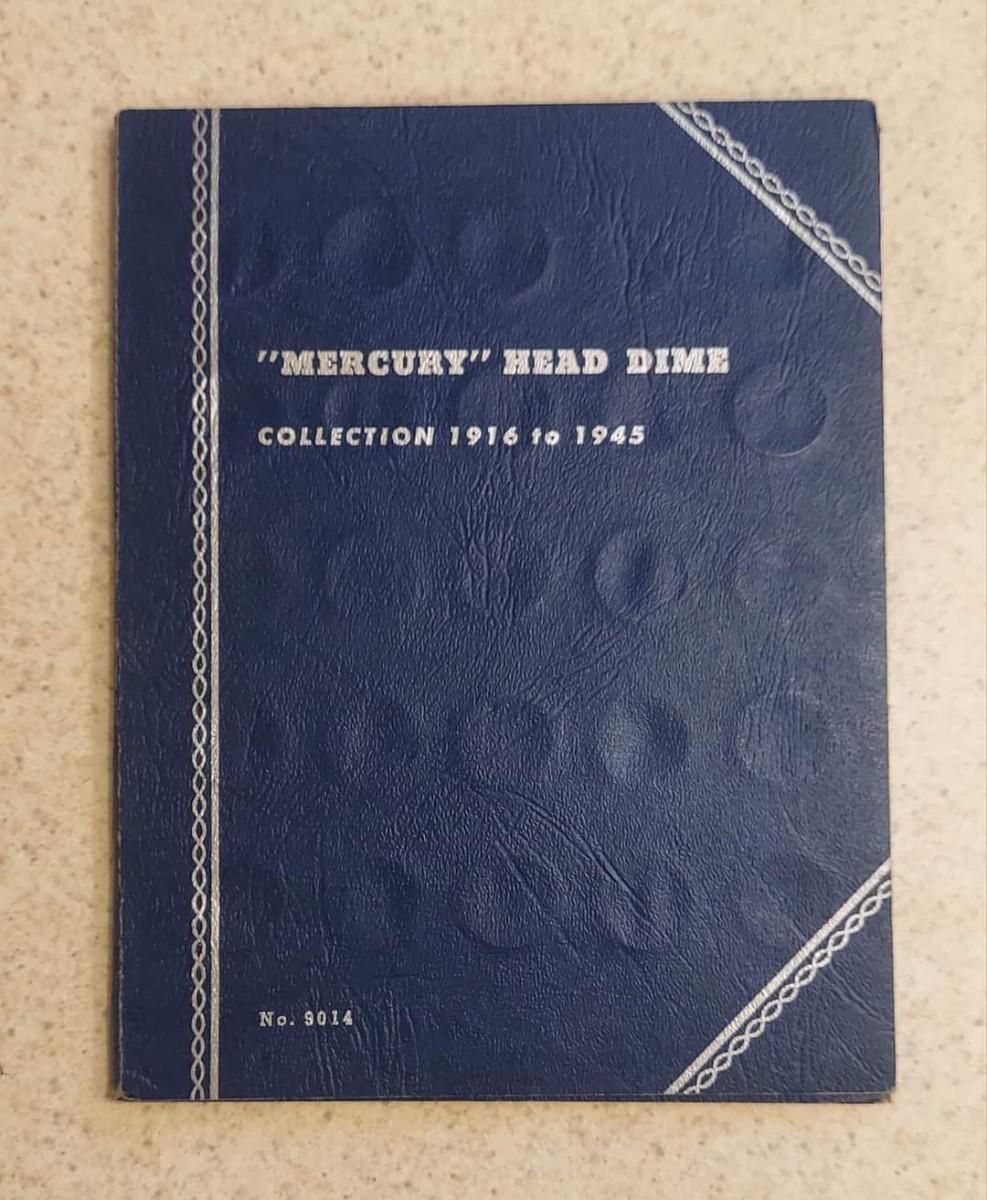 "MERCURY" HEAD DIME
COLLECTION 1916 to 1945
No. 9014